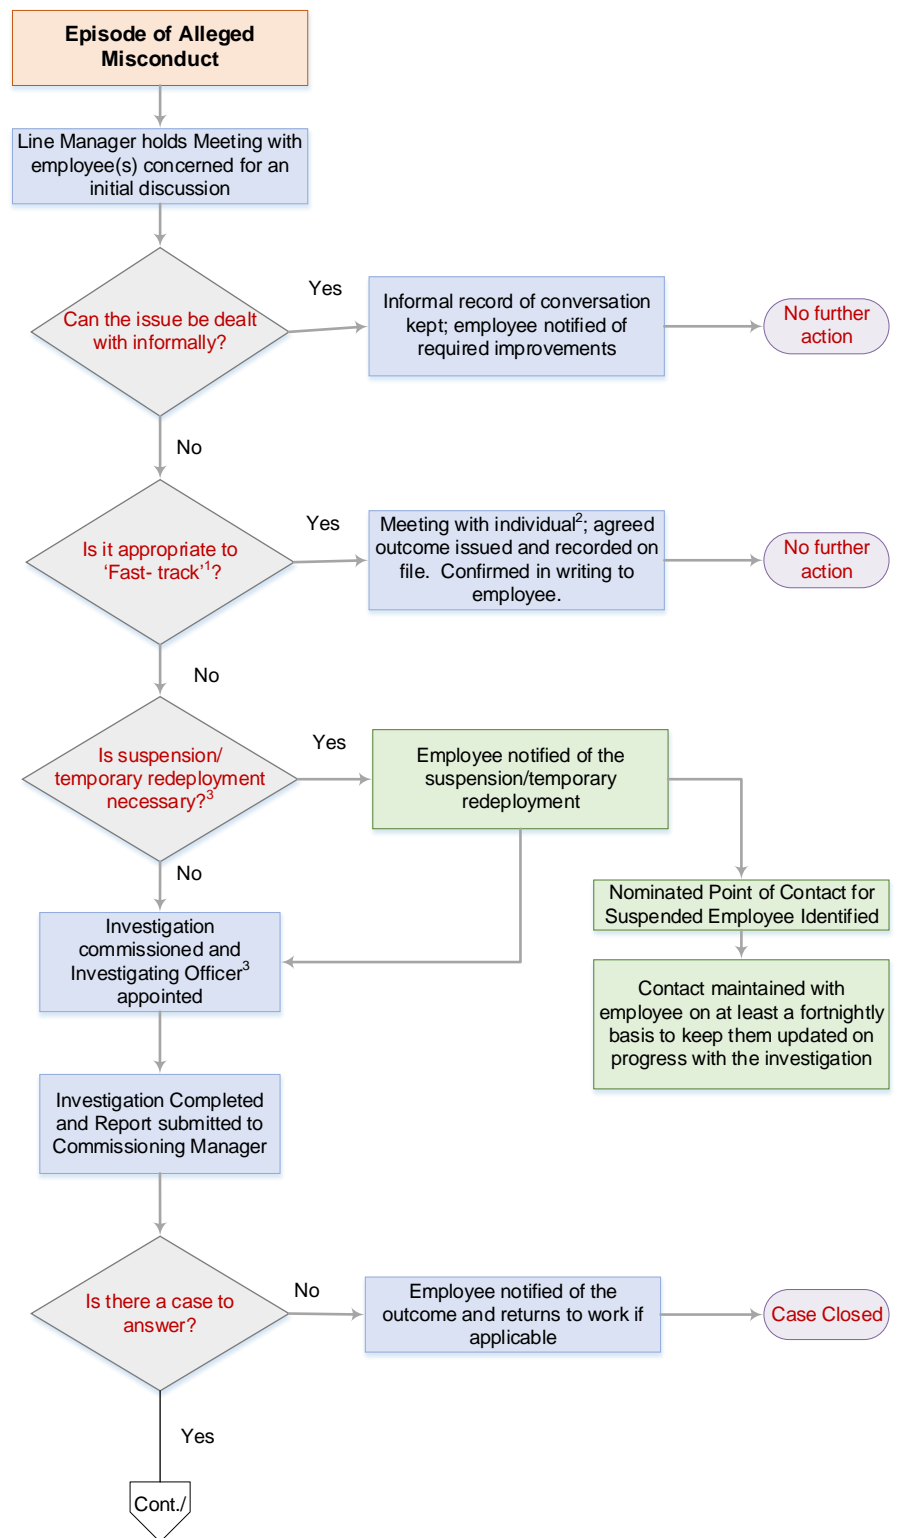 Episode of Alleged
Misconduct
Line Manager holds Meeting with
employee(s) concerned for an
initial discussion
Can the issue be dealt
with informally?
Yes
Informal record of conversation
kept; employee notified of
required improvements
No further
action
No
Is it appropriate to
‘Fast- track’¹?
Yes
Meeting with individual²; agreed
outcome issued and recorded on
file.  Confirmed in writing to
employee.
No further
action
No
Is suspension/
temporary redeployment
necessary?³
Yes
Employee notified of the
suspension/temporary
redeployment
No
Nominated Point of Contact for
Suspended Employee Identified
Investigation
commissioned and
Investigating Officer³
appointed
Contact maintained with
employee on at least a fortnightly
basis to keep them updated on
progress with the investigation
Investigation Completed
and Report submitted to
Commissioning Manager
Is there a case to
answer?
No
Employee notified of the
outcome and returns to work if
applicable
Case Closed
Yes
Cont./